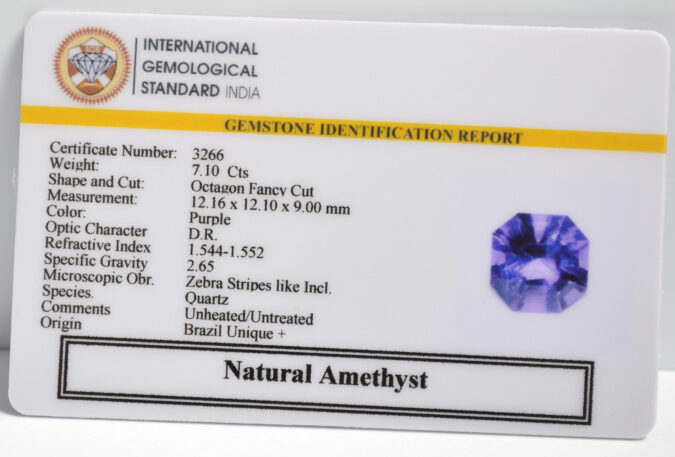 IGS
INTERNATIONAL
GEMOLOGICAL
STANDARD INDIA
GEMSTONE IDENTIFICATION REPORT
Certificate Number: 3266
Weight: 7.10 Cts
Shape and Cut: Octagon Fancy Cut
Measurement: 12.16 x 12.10 x 9.00 mm
Color: Purple
Optic Character D.R.
Refractive Index 1.544-1.552
Specific Gravity 2.65
Microscopic Obr. Zebra Stripes like Incl.
Species. Quartz
Comments Unheated/Untreated
Origin Brazil Unique +
Natural Amethyst